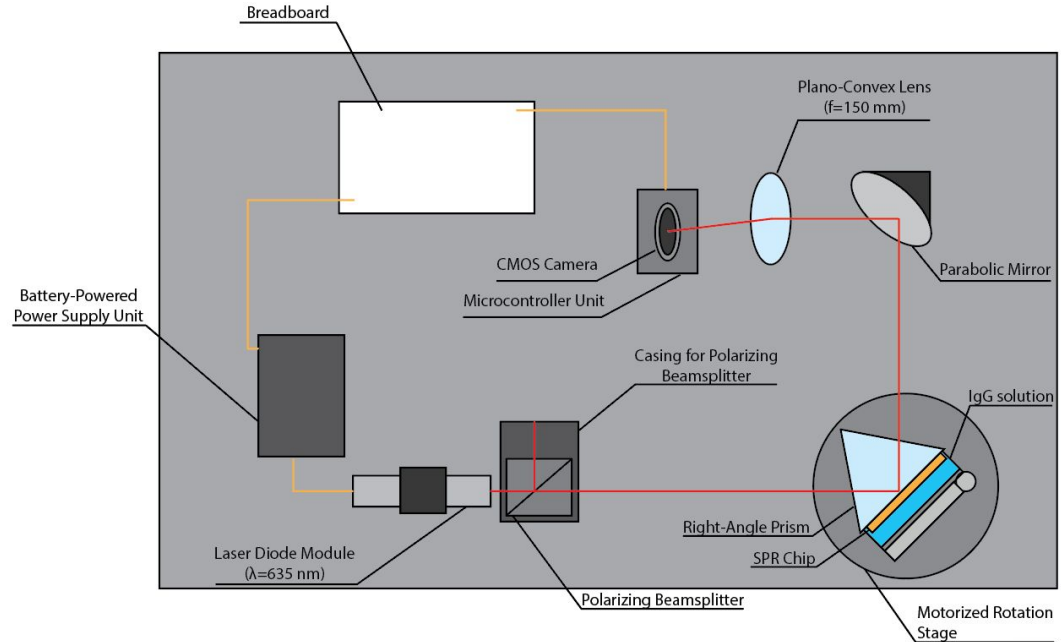 Breadboard
Plano-Convex Lens
(f=150 mm)
CMOS Camera
Microcontroller Unit
Parabolic Mirror
Battery-Powered
Power Supply Unit
Casing for Polarizing
Beamsplitter
IgG solution
Right-Angle Prism
SPR Chip
Laser Diode Module
(λ=635 nm)
Polarizing Beamsplitter
Motorized Rotation
Stage